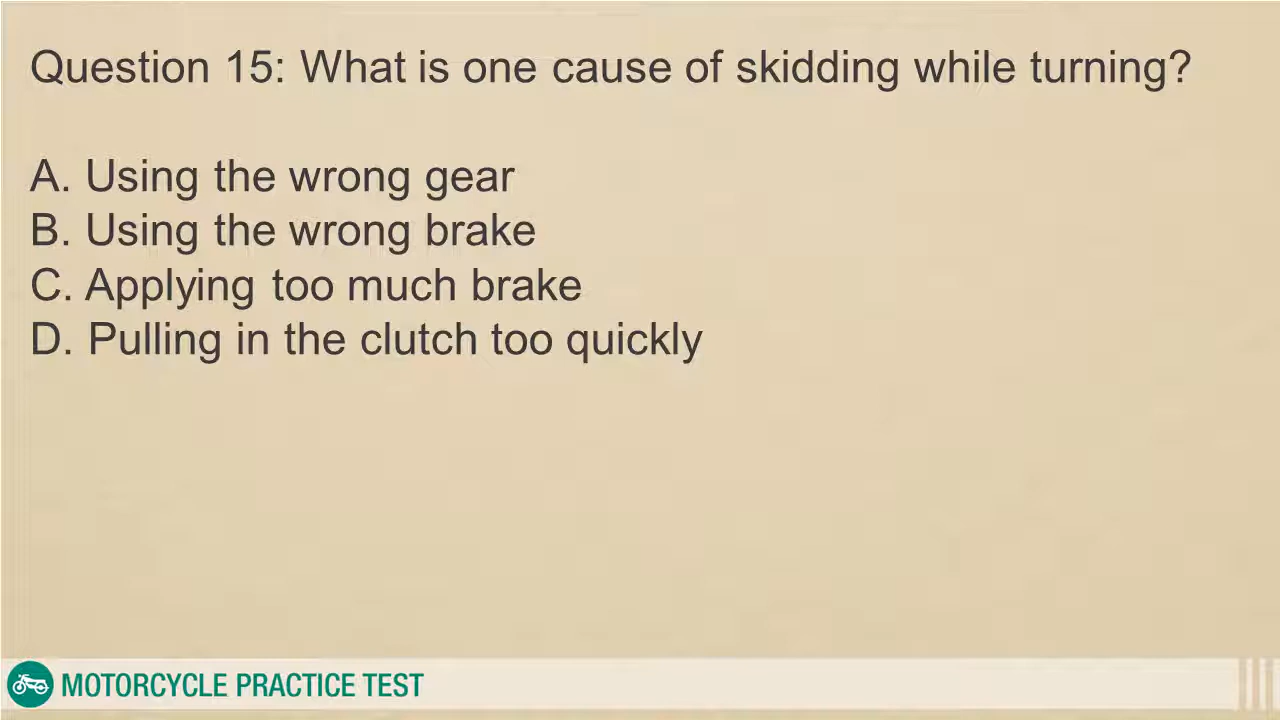 Question 15: What is one cause of skidding while turning?
A. Using the wrong gear
B. Using the wrong brake
C. Applying too much brake
D. Pulling in the clutch too quickly
MOTORCYCLE PRACTICE TEST